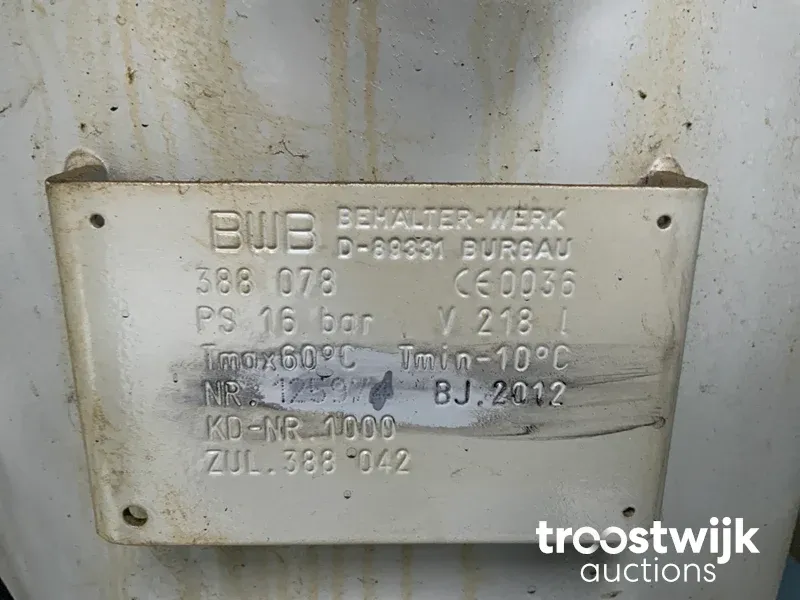 BWB BEHÄLTER-WERK
D-89331 BURGAU
388 078 CE0036
PS 16 bar V 218 l
Tmax60°C Tmin-10°C
NR. BJ.2012
KD-NR.1000
ZUL.388 042
troostwijk
auctions